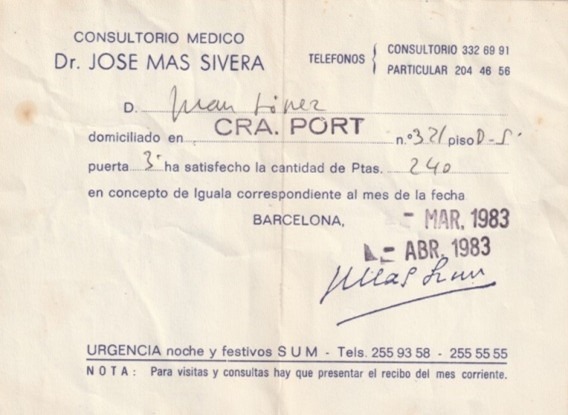 CONSULTORIO MEDICO
Dr. JOSE MAS SIVERA
TELEFONOS { CONSULTORIO 332 69 91
PARTICULAR 204 46 56
D. Juan López
domiciliado en CRA. PORT n.º 321 piso D-S
puerta 3ª ha satisfecho la cantidad de Ptas. 240
en concepto de Iguala correspondiente al mes de la fecha
BARCELONA, - MAR. 1983
- ABR. 1983
URGENCIA noche y festivos S U M - Tels. 255 93 58 - 255 55 55
NOTA: Para visitas y consultas hay que presentar el recibo del mes corriente.